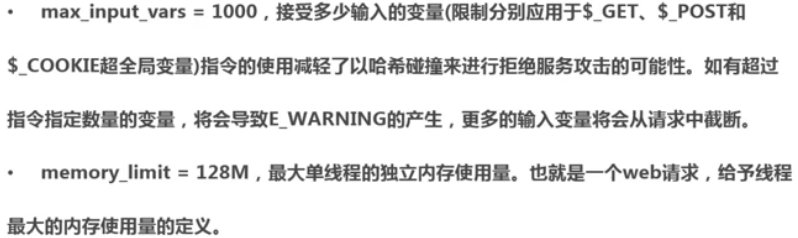 • max_input_vars = 1000，接受多少输入的变量(限制分别应用于$_GET、$_POST和
$_COOKIE超全局变量)指令的使用减轻了以哈希碰撞来进行拒绝服务攻击的可能性。如有超过
指令指定数量的变量，将会导致E_WARNING的产生，更多的输入变量将会从请求中截断。
• memory_limit = 128M，最大单线程的独立内存使用量。也就是一个web请求，给予线程
最大的内存使用量的定义。